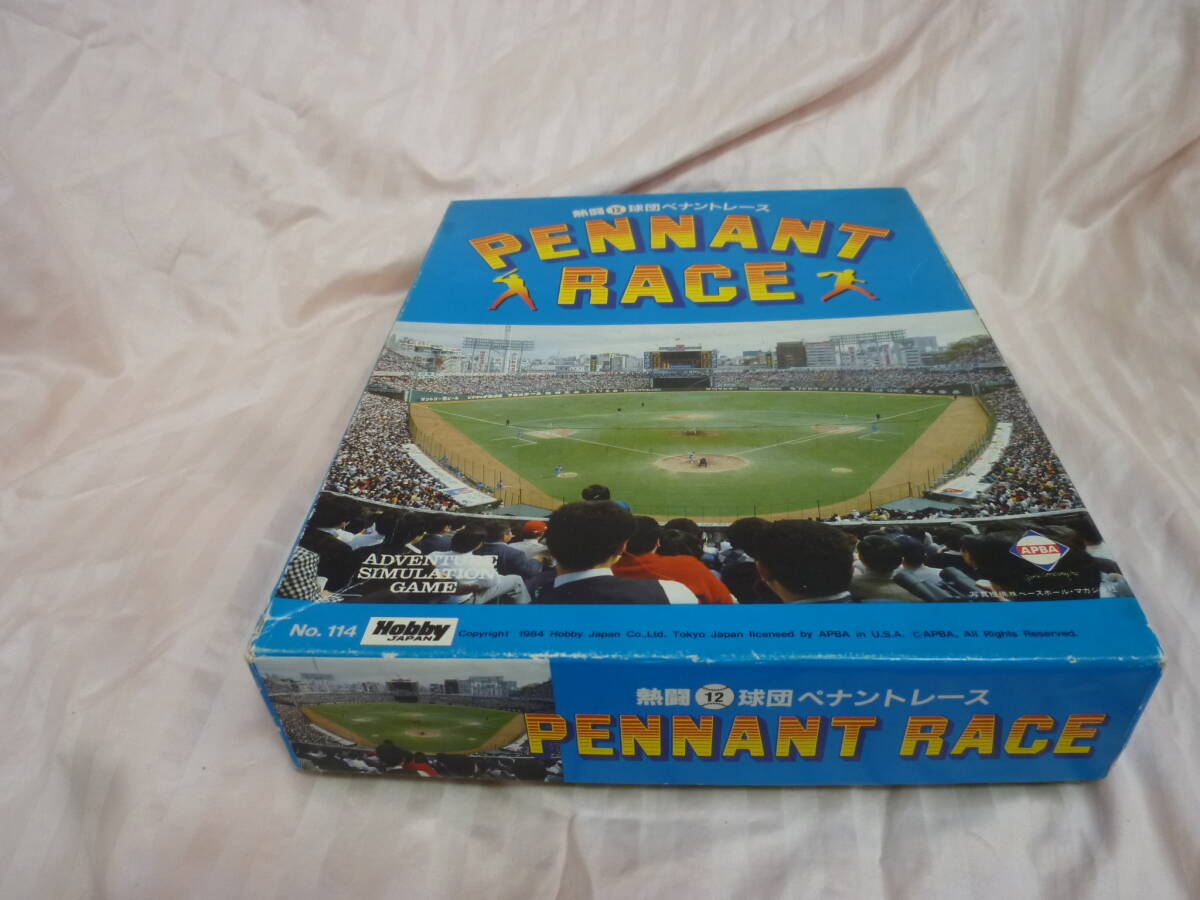 熱闘12球団ペナントレース
PENNANT
RACE
ADVENTURE
SIMULATION
GAME
APBA
No. 114 Hobby JAPAN Copyright 1984 Hobby Japan Co., Ltd. Tokyo Japan licensed by APBA in U.S.A. ©APBA, All Rights Reserved.
熱闘12球団ペナントレース
PENNANT RACE